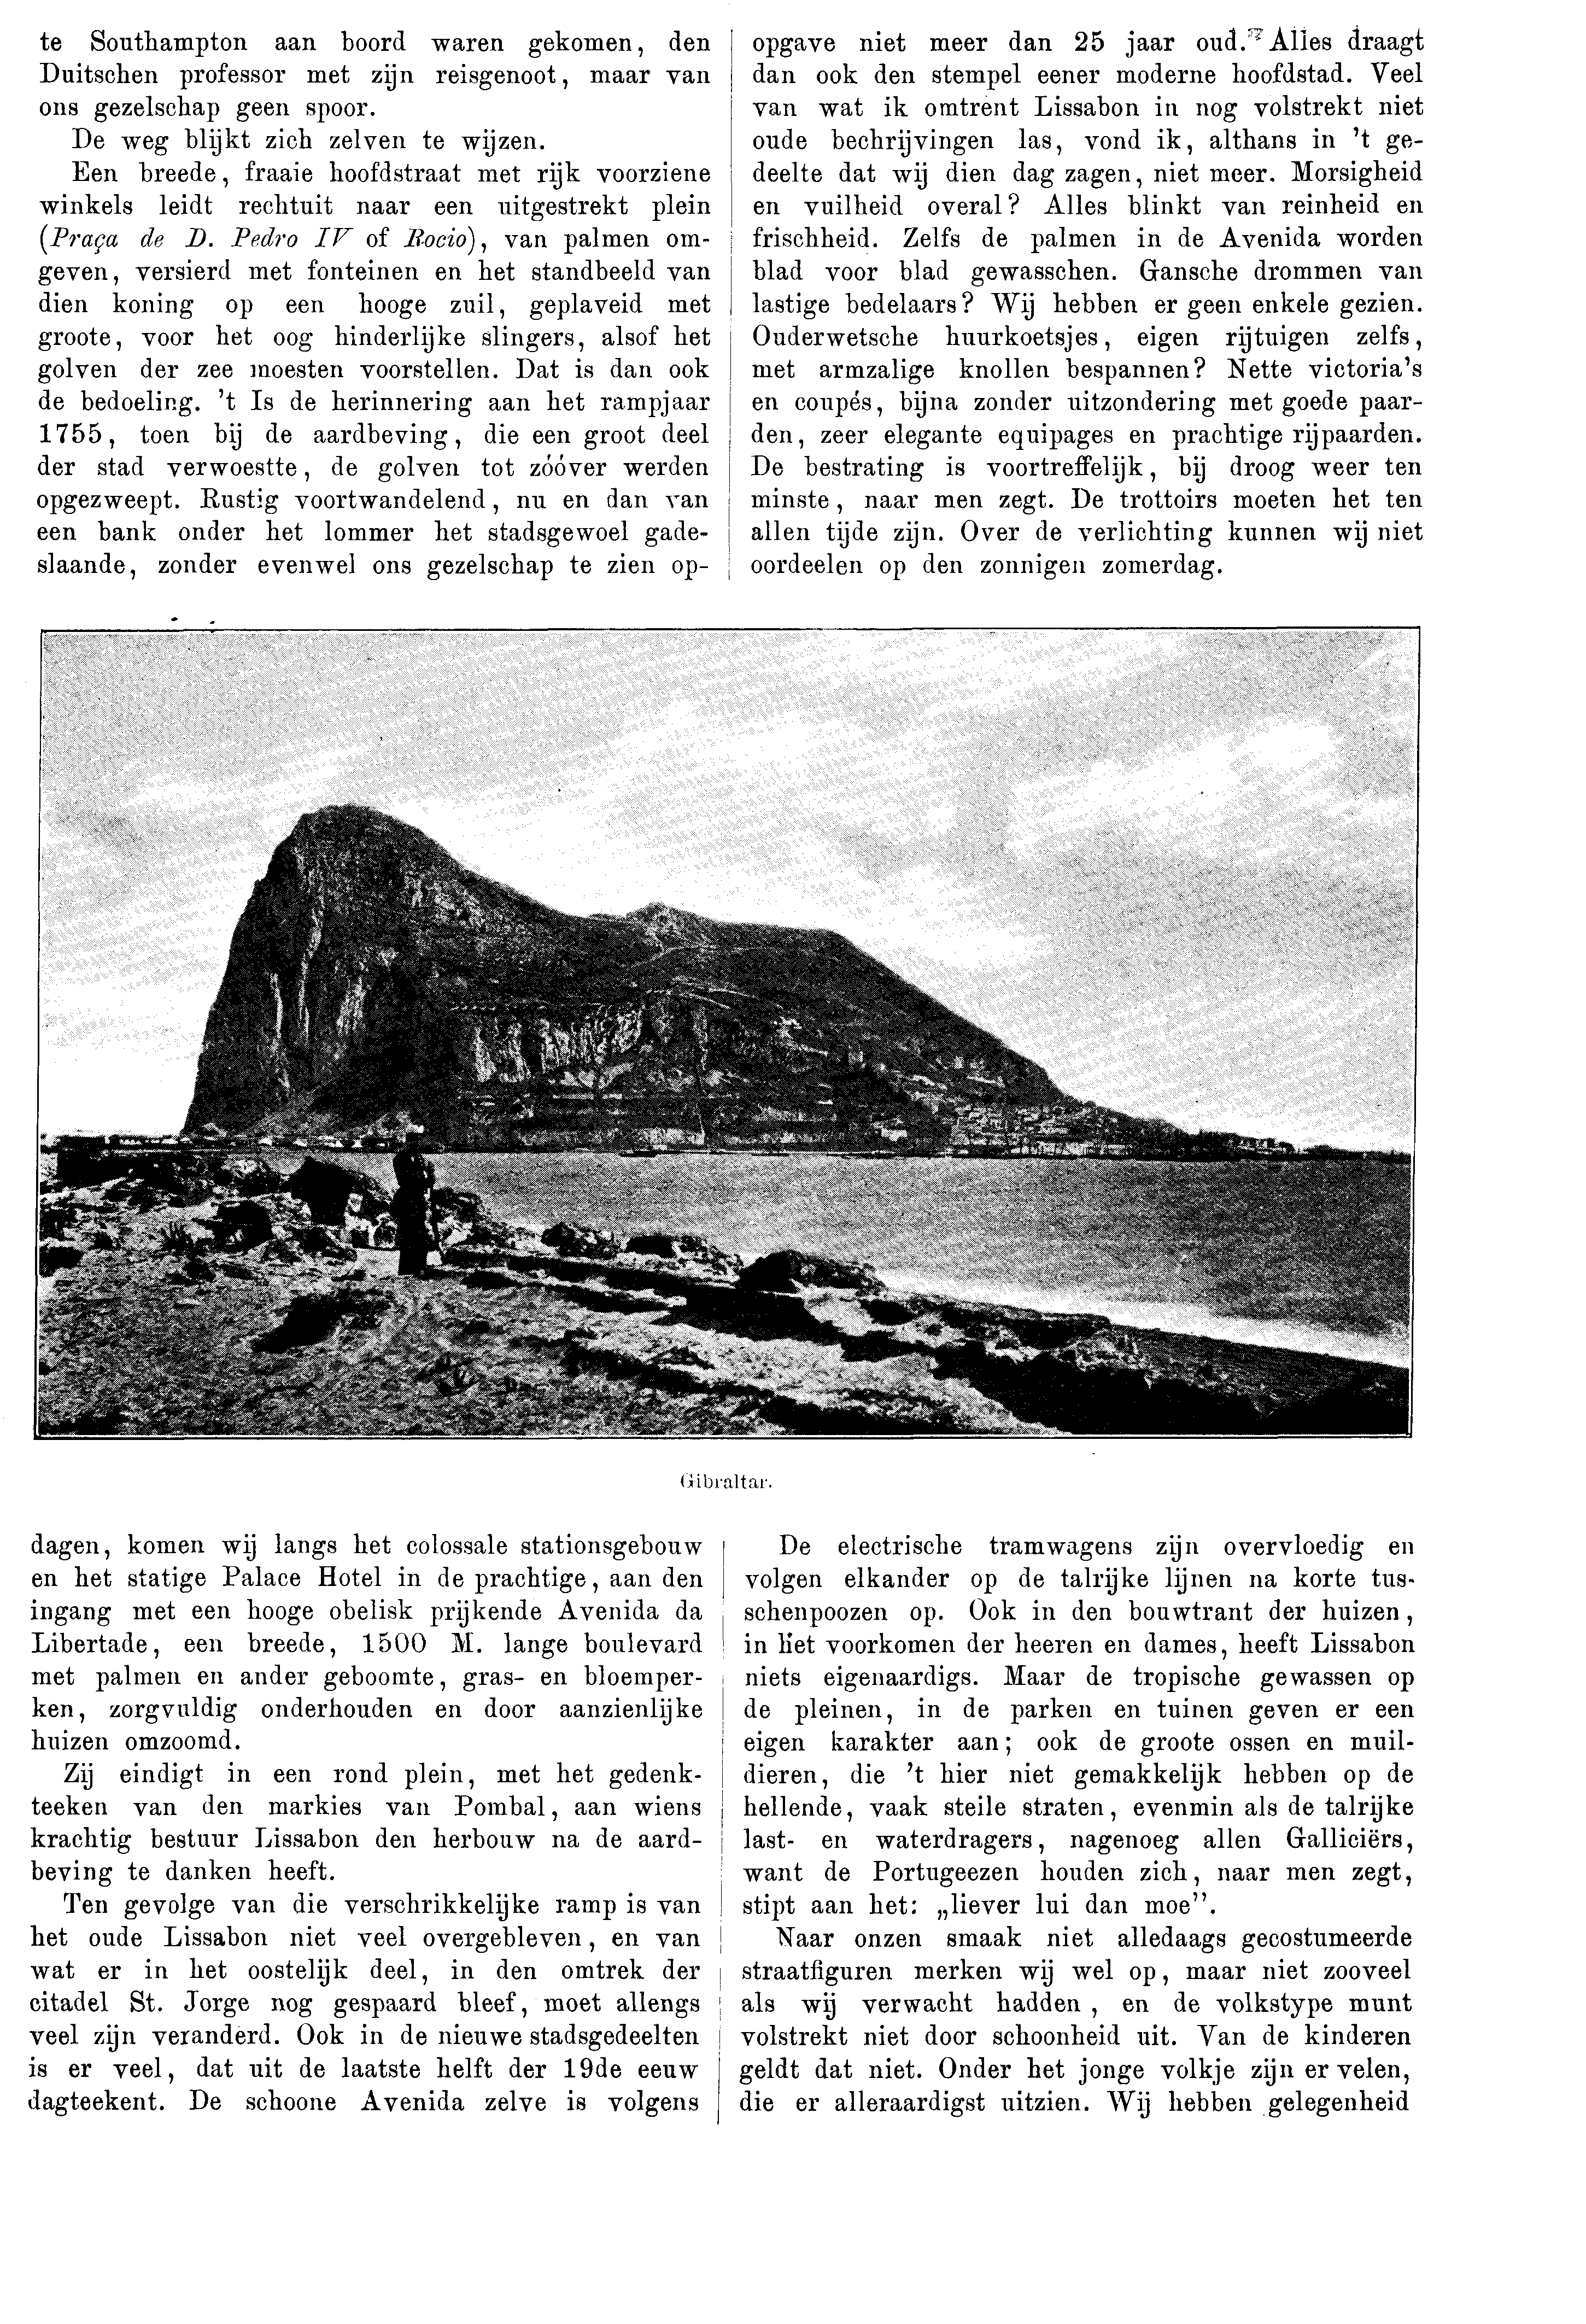 te Southampton aan boord waren gekomen, den
Duitschen professor met zijn reisgenoot, maar van
ons gezelschap geen spoor.
De weg blijkt zich zelven te wijzen.
Een breede, fraaie hoofdstraat met rijk voorziene
winkels leidt rechtuit naar een uitgestrekt plein
(Praça de D. Pedro IV of Rocio), van palmen om-
geven, versierd met fonteinen en het standbeeld van
dien koning op een hooge zuil, geplaveid met
groote, voor het oog hinderlijke slingers, alsof het
golven der zee moesten voorstellen. Dat is dan ook
de bedoeling. 't Is de herinnering aan het rampjaar
1755, toen bij de aardbeving, die een groot deel
der stad verwoestte, de golven tot zóóver werden
opgezweept. Rustig voortwandelend, nu en dan van
een bank onder het lommer het stadsgewoel gade-
slaande, zonder evenwel ons gezelschap te zien op-
dagen, komen wij langs het colossale stationsgebouw
en het statige Palace Hotel in de prachtige, aan den
ingang met een hooge obelisk prijkende Avenida da
Libertade, een breede, 1500 M. lange boulevard
met palmen en ander geboomte, gras- en bloemper-
ken, zorgvuldig onderhouden en door aanzienlijke
huizen omzoomd.
Zij eindigt in een rond plein, met het gedenk-
teeken van den markies van Pombal, aan wiens
krachtig bestuur Lissabon den herbouw na de aard-
beving te danken heeft.
Ten gevolge van die verschrikkelijke ramp is van
het oude Lissabon niet veel overgebleven, en van
wat er in het oostelijk deel, in den omtrek der
citadel St. Jorge nog gespaard bleef, moet allengs
veel zijn veranderd. Ook in de nieuwe stadsgedeelten
is er veel, dat uit de laatste helft der 19de eeuw
dagteekent. De schoone Avenida zelve is volgens
opgave niet meer dan 25 jaar oud. Alles draagt
dan ook den stempel eener moderne hoofdstad. Veel
van wat ik omtrent Lissabon in nog volstrekt niet
oude bechrijvingen las, vond ik, althans in 't ge-
deelte dat wij dien dag zagen, niet meer. Morsigheid
en vuilheid overal? Alles blinkt van reinheid en
frischheid. Zelfs de palmen in de Avenida worden
blad voor blad gewasschen. Gansche drommen van
lastige bedelaars? Wij hebben er geen enkele gezien.
Ouderwetsche huurkoetsjes, eigen rijtuigen zelfs,
met armzalige knollen bespannen? Nette victoria's
en coupés, bijna zonder uitzondering met goede paar-
den, zeer elegante equipages en prachtige rijpaarden.
De bestrating is voortreffelijk, bij droog weer ten
minste, naar men zegt. De trottoirs moeten het ten
allen tijde zijn. Over de verlichting kunnen wij niet
oordeelen op den zonnigen zomerdag.
De electrische tramwagens zijn overvloedig en
volgen elkander op de talrijke lijnen na korte tus-
schenpoozen op. Ook in den bouwtrant der huizen,
in het voorkomen der heeren en dames, heeft Lissabon
niets eigenaardigs. Maar de tropische gewassen op
de pleinen, in de parken en tuinen geven er een
eigen karakter aan; ook de groote ossen en muil-
dieren, die 't hier niet gemakkelijk hebben op de
hellende, vaak steile straten, evenmin als de talrijke
last- en waterdragers, nagenoeg allen Galliciërs,
want de Portugeezen houden zich, naar men zegt,
stipt aan het: „liever lui dan moe".
Naar onzen smaak niet alledaags gecostumeerde
straatfiguren merken wij wel op, maar niet zooveel
als wij verwacht hadden, en de volkstype munt
volstrekt niet door schoonheid uit. Van de kinderen
geldt dat niet. Onder het jonge volkje zijn er velen,
die er alleraardigst uitzien. Wij hebben gelegenheid
Gibraltar.